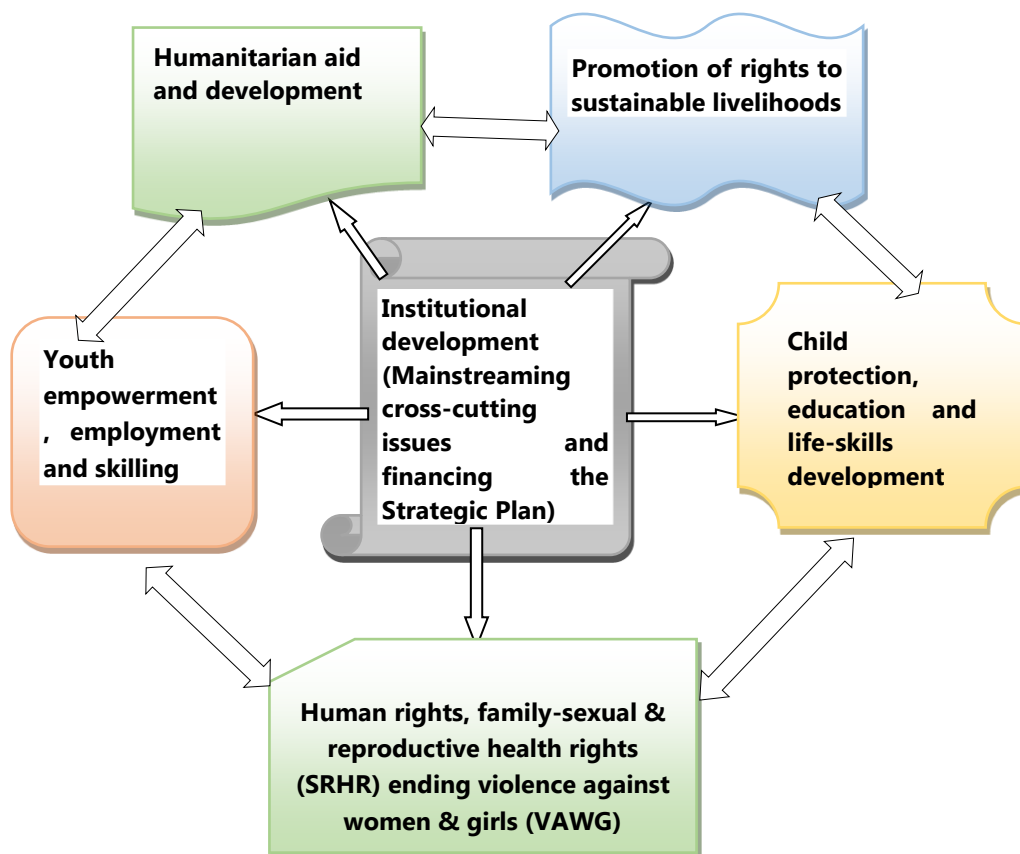 Humanitarian aid
and development
Promotion of rights to
sustainable livelihoods
Institutional
development
(Mainstreaming
cross-cutting
issues and
financing the
Strategic Plan)
Youth
empowerment
, employment
and skilling
Child
protection,
education and
life-skills
development
Human rights, family-sexual &
reproductive health rights
(SRHR) ending violence against
women & girls (VAWG)